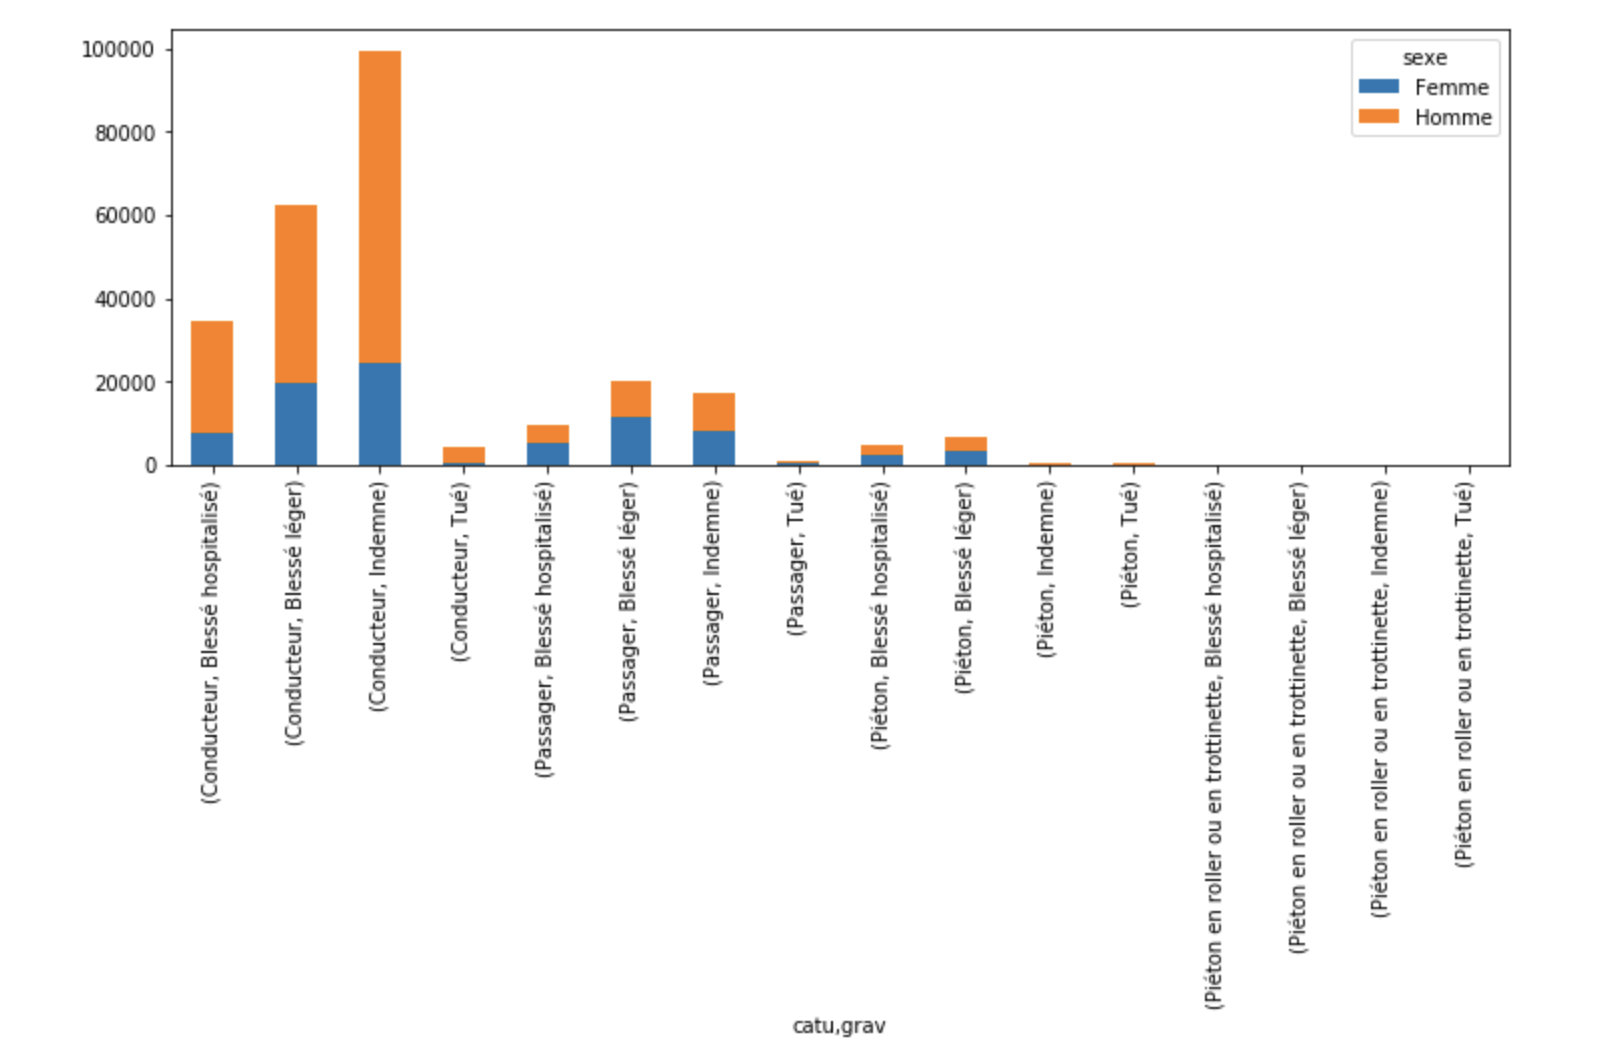 100000
80000
60000
40000
20000
0
sexe
Femme
Homme
(Conducteur, Blessé hospitalisé)
(Conducteur, Blessé léger)
(Conducteur, Indemne)
(Conducteur, Tué)
(Passager, Blessé hospitalisé)
(Passager, Blessé léger)
(Passager, Indemne)
(Passager, Tué)
(Piéton, Blessé hospitalisé)
(Piéton, Blessé léger)
(Piéton, Indemne)
(Piéton, Tué)
(Piéton en roller ou en trottinette, Blessé hospitalisé)
(Piéton en roller ou en trottinette, Blessé léger)
(Piéton en roller ou en trottinette, Indemne)
(Piéton en roller ou en trottinette, Tué)
catu,grav